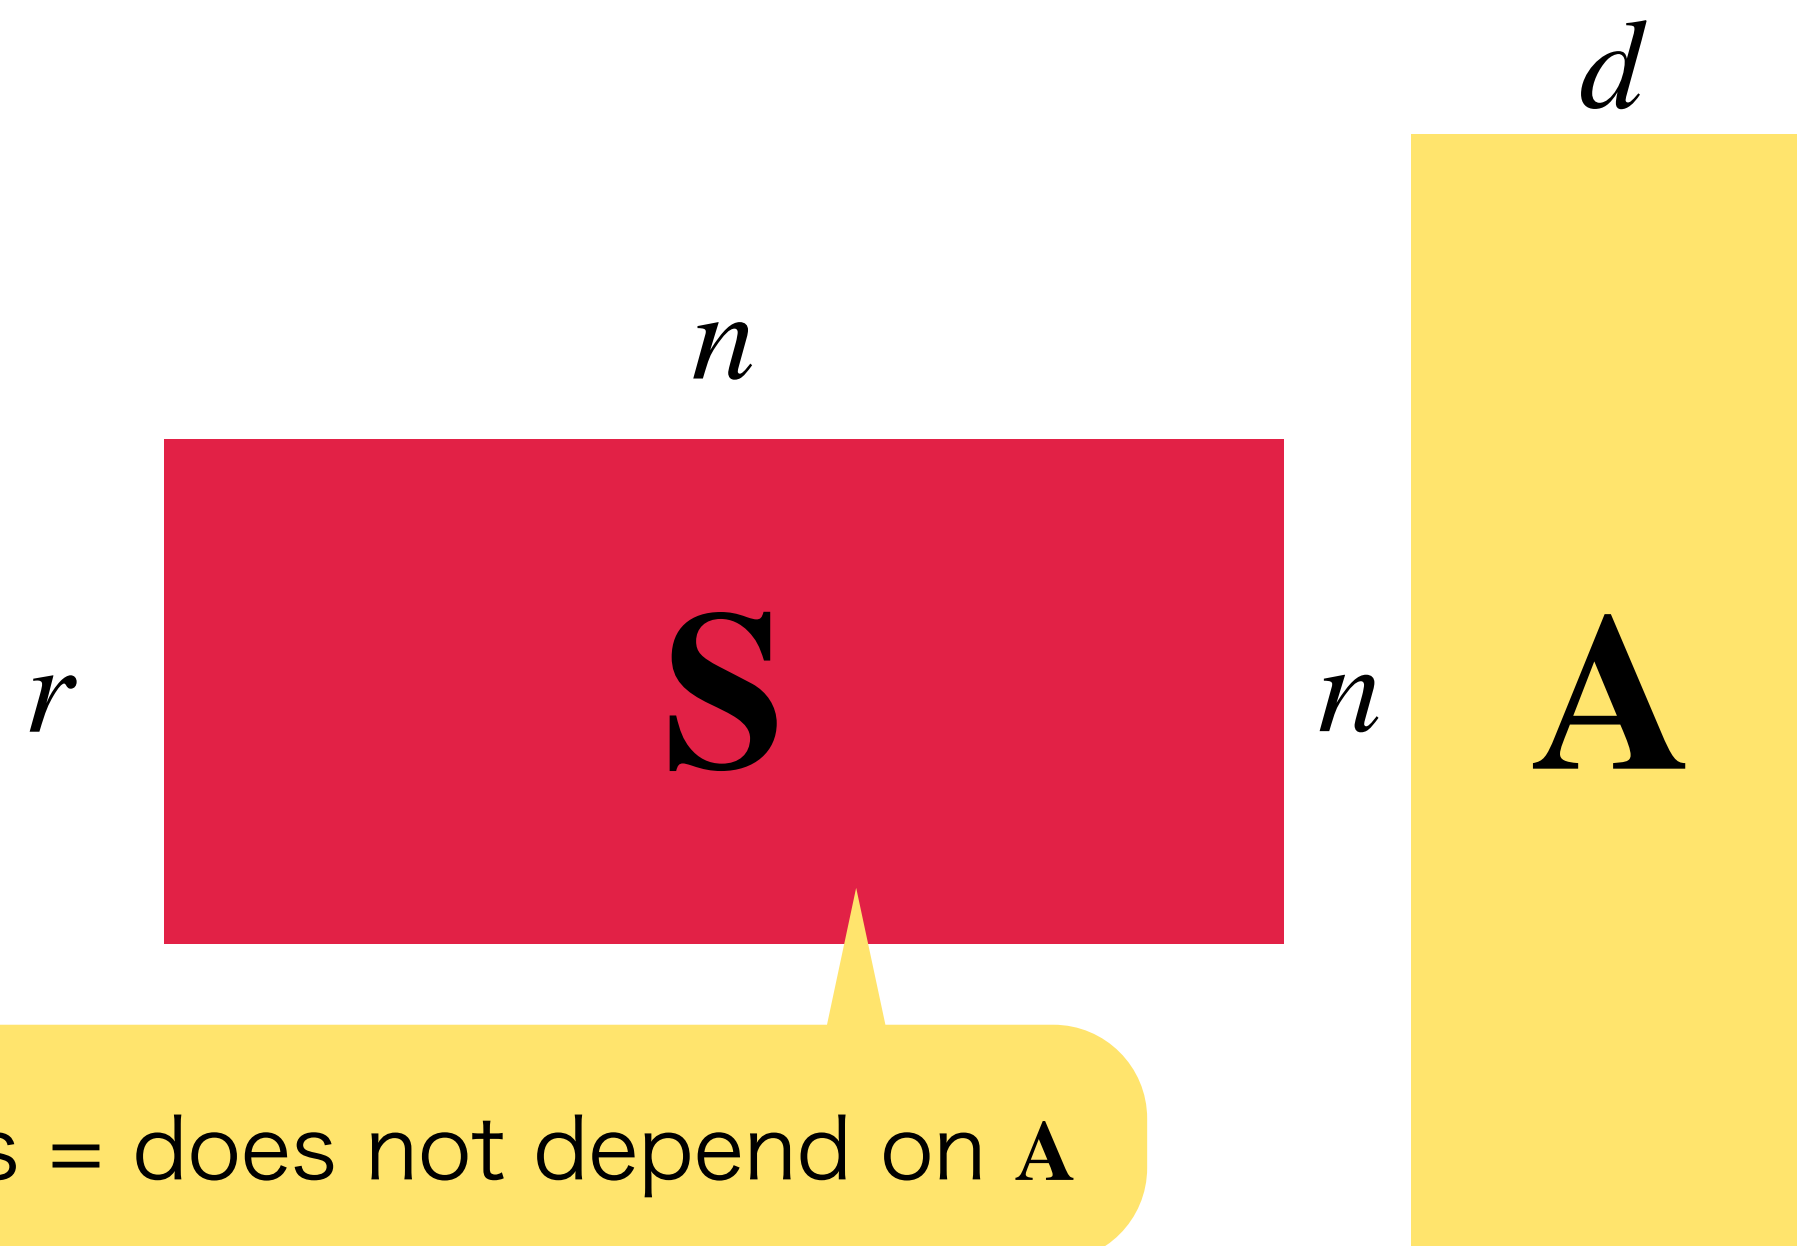 d
n
r
S
n
A
= does not depend on A